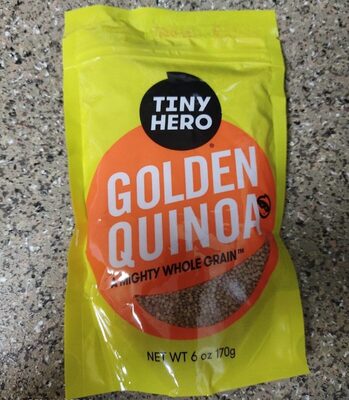 TINY
HERO
®
GOLDEN
QUINOA
A MIGHTY WHOLE GRAIN™
NET WT 6 oz 170g